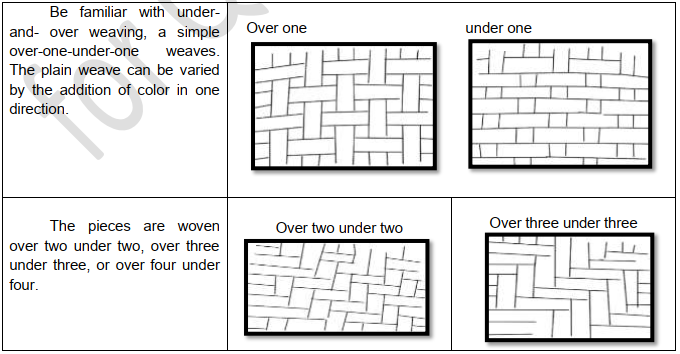 Be familiar with under-
and- over weaving, a simple
over-one-under-one weaves.
The plain weave can be varied
by the addition of color in one
direction.
Over one under one
The pieces are woven
over two under two, over three
under three, or over four under
four.
Over two under two
Over three under three